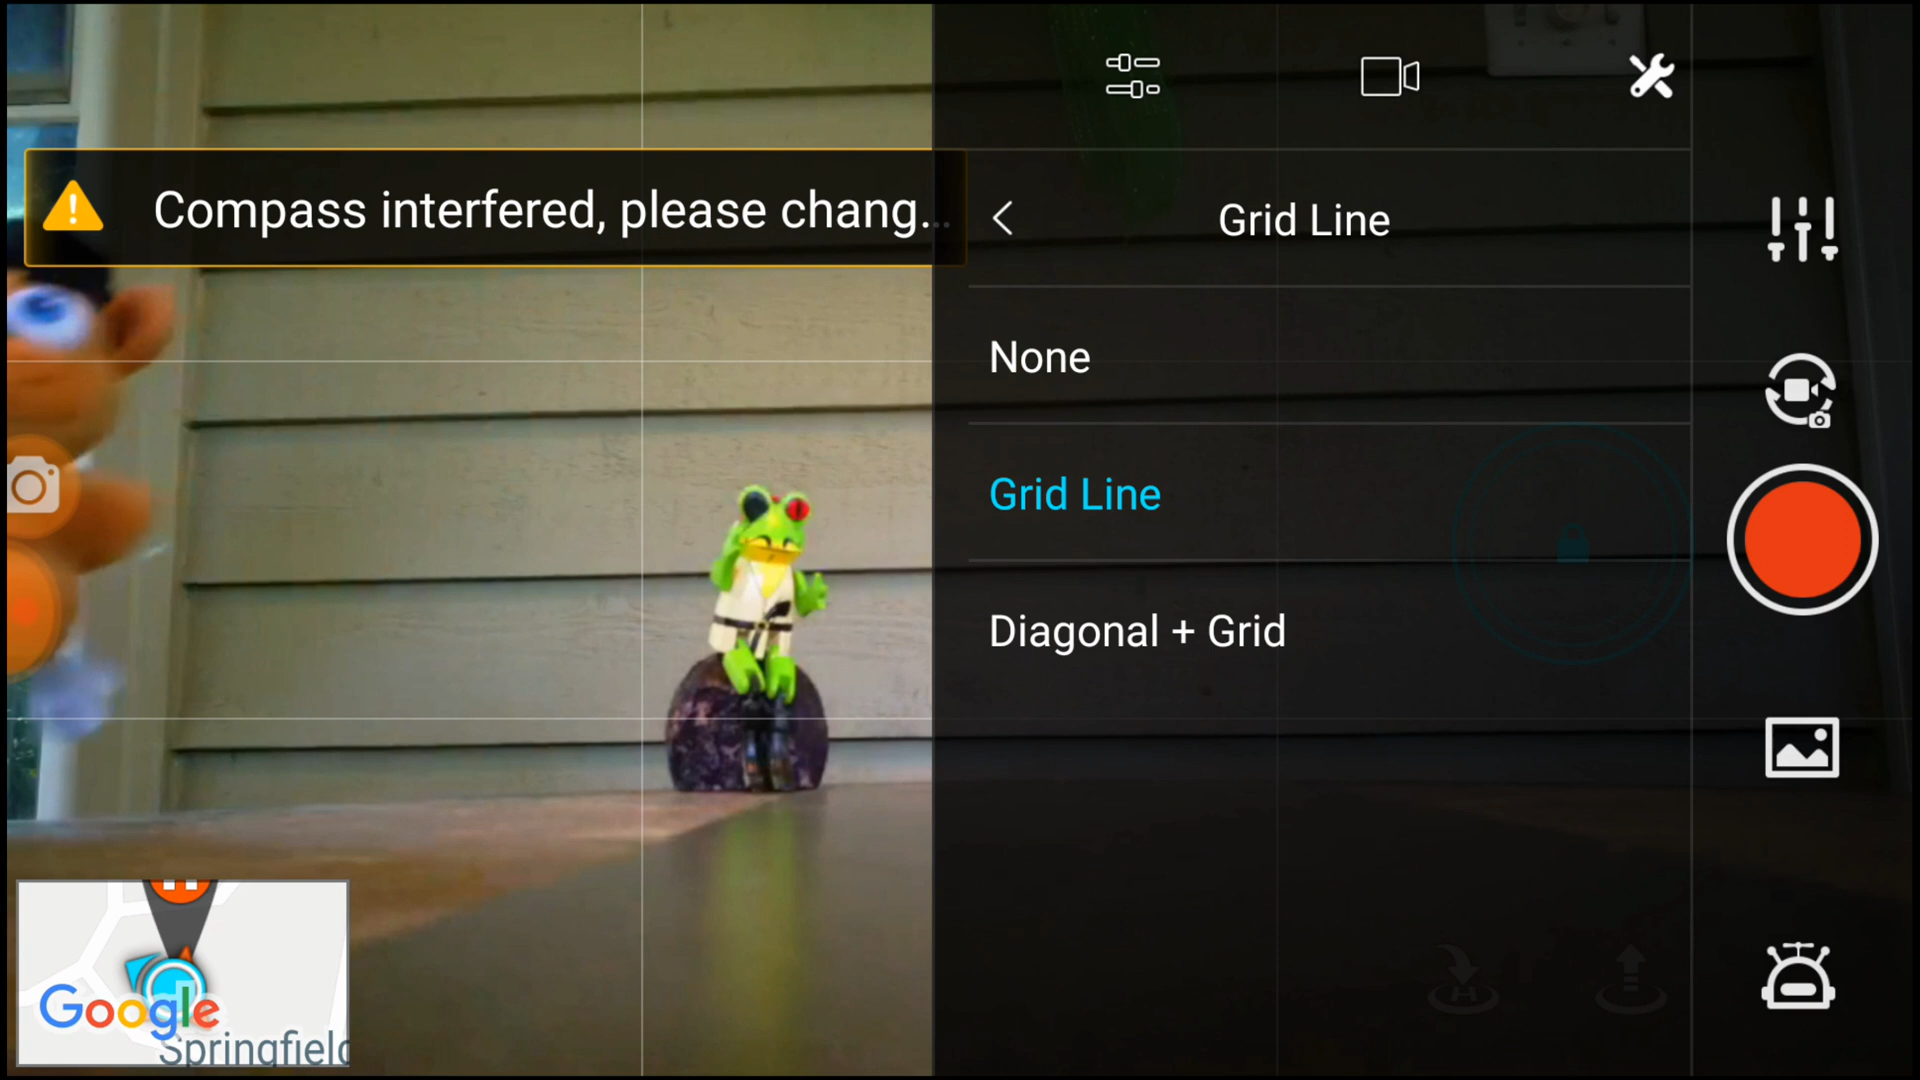 Compass interfered, please chang...
Grid Line
None
Grid Line
Diagonal + Grid
Google
Springfield